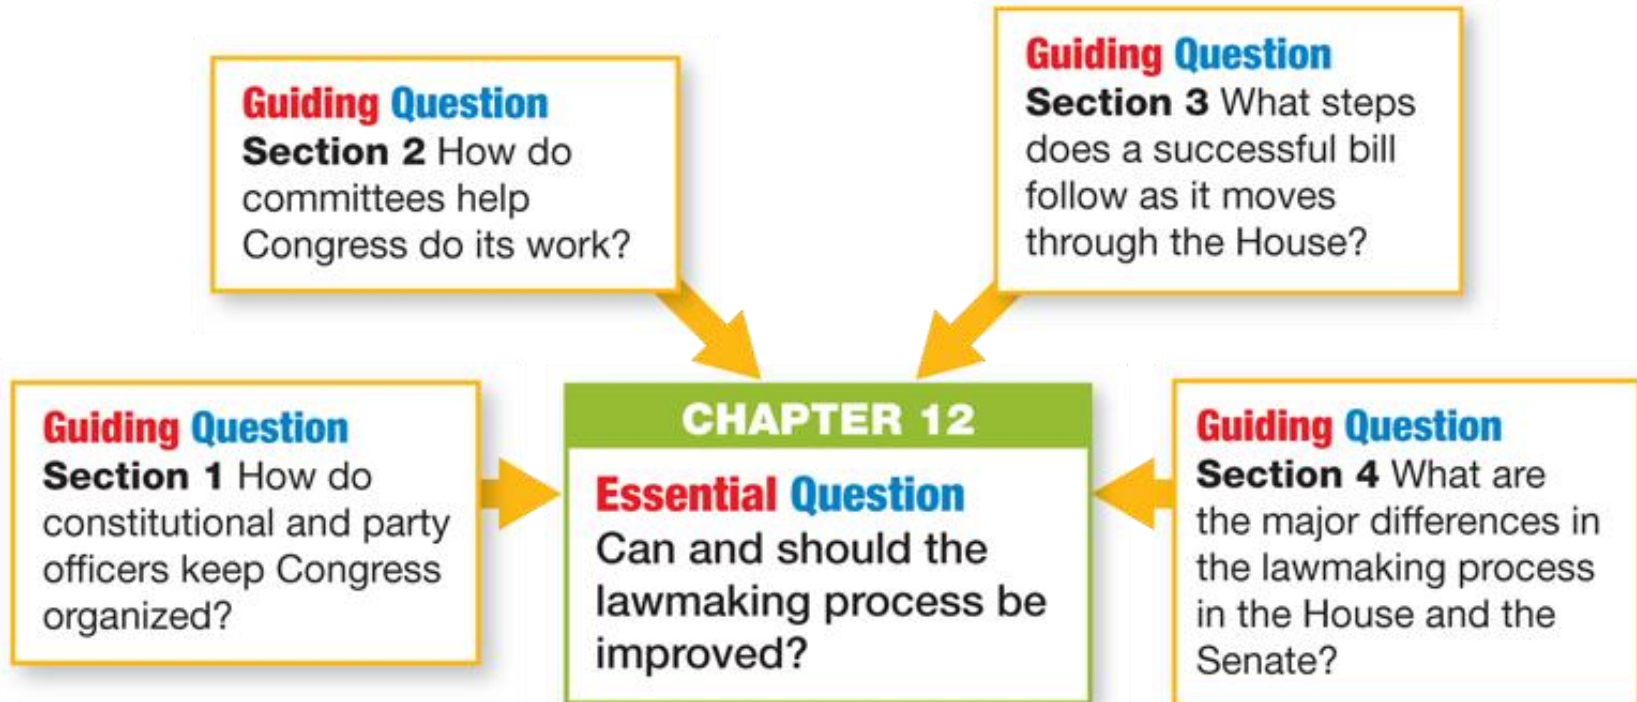 Guiding Question
Section 2 How do
committees help
Congress do its work?
Guiding Question
Section 3 What steps
does a successful bill
follow as it moves
through the House?
Guiding Question
Section 1 How do
constitutional and party
officers keep Congress
organized?
CHAPTER 12
Essential Question
Can and should the
lawmaking process be
improved?
Guiding Question
Section 4 What are
the major differences in
the lawmaking process
in the House and the
Senate?